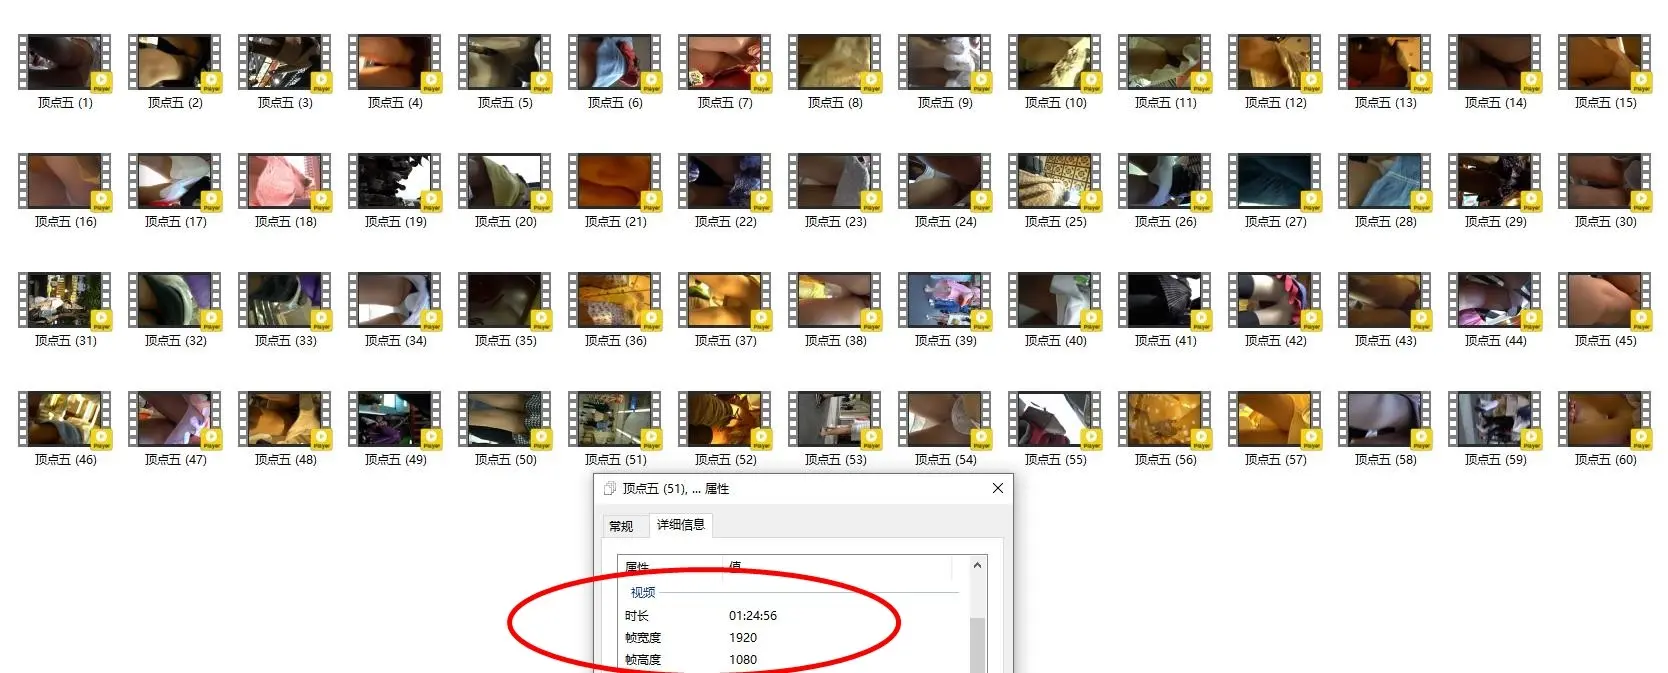 顶点五 (1) 顶点五 (2) 顶点五 (3) 顶点五 (4) 顶点五 (5) 顶点五 (6) 顶点五 (7) 顶点五 (8) 顶点五 (9) 顶点五 (10) 顶点五 (11) 顶点五 (12) 顶点五 (13) 顶点五 (14) 顶点五 (15)
顶点五 (16) 顶点五 (17) 顶点五 (18) 顶点五 (19) 顶点五 (20) 顶点五 (21) 顶点五 (22) 顶点五 (23) 顶点五 (24) 顶点五 (25) 顶点五 (26) 顶点五 (27) 顶点五 (28) 顶点五 (29) 顶点五 (30)
顶点五 (31) 顶点五 (32) 顶点五 (33) 顶点五 (34) 顶点五 (35) 顶点五 (36) 顶点五 (37) 顶点五 (38) 顶点五 (39) 顶点五 (40) 顶点五 (41) 顶点五 (42) 顶点五 (43) 顶点五 (44) 顶点五 (45)
顶点五 (46) 顶点五 (47) 顶点五 (48) 顶点五 (49) 顶点五 (50) 顶点五 (51) 顶点五 (52) 顶点五 (53) 顶点五 (54) 顶点五 (55) 顶点五 (56) 顶点五 (57) 顶点五 (58) 顶点五 (59) 顶点五 (60)
顶点五 (51), ... 属性
常规 详细信息
属性 值
视频
时长 01:24:56
帧宽度 1920
帧高度 1080